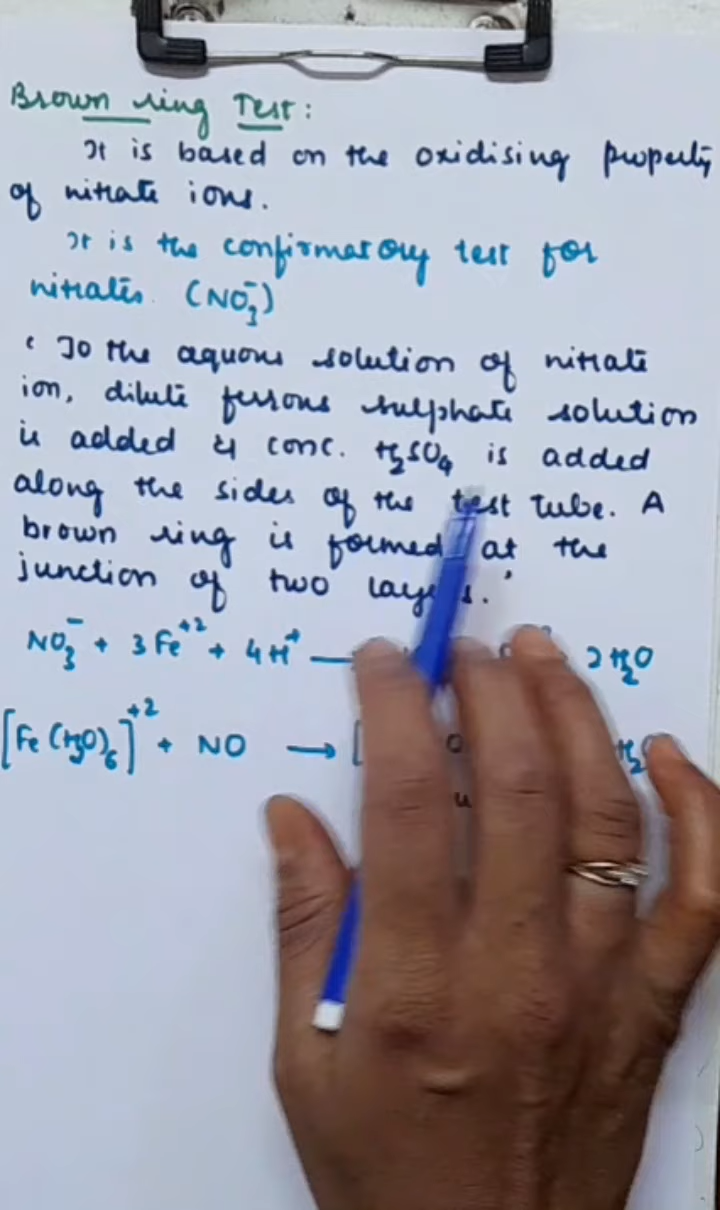 Brown ring Test:
It is based on the oxidising property
of nitrate ions.
It is the confirmatory test for
nitrates. (NO₃⁻)
' To the aquous solution of nitrate
ion, dilute ferrous sulphate solution
is added & conc. H₂SO₄ is added
along the sides of the test tube. A
brown ring is formed at the
junction of two layers.'
NO₃⁻ + 3Fe⁺² + 4H⁺ → 2H₂O
[Fe(H₂O)₆]⁺² + NO → [ H₂O